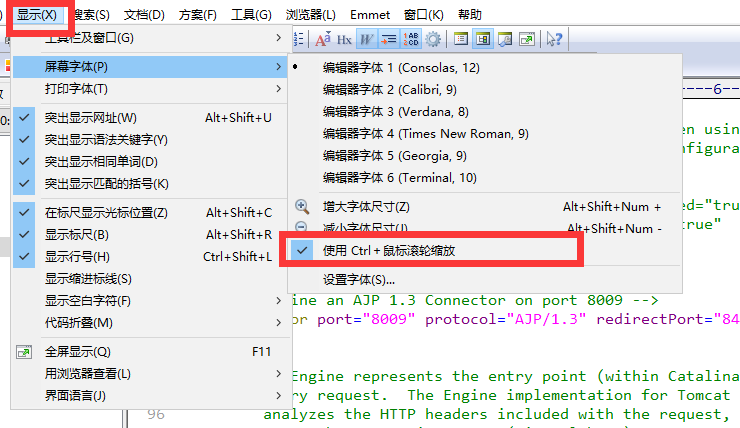 显示(X) 搜索(S) 文档(D) 方案(F) 工具(G) 浏览器(L) Emmet 窗口(K) 帮助
工具栏及窗口(G)
屏幕字体(P)
打印字体(T)
突出显示网址(W) Alt+Shift+U
突出显示语法关键字(Y)
突出显示相同单词(D)
突出显示匹配的括号(K)
在标尺显示光标位置(Z) Alt+Shift+C
显示标尺(B) Alt+Shift+R
显示行号(H) Ctrl+Shift+L
显示缩进标线(S)
显示空白字符(F)
代码折叠(M)
全屏显示(Q) F11
用浏览器查看(L)
界面语言(J)
编辑器字体 1 (Consolas, 12)
编辑器字体 2 (Calibri, 9)
编辑器字体 3 (Verdana, 8)
编辑器字体 4 (Times New Roman, 9)
编辑器字体 5 (Georgia, 9)
编辑器字体 6 (Terminal, 10)
增大字体尺寸(Z) Alt+Shift+Num +
减小字体尺寸(J) Alt+Shift+Num -
使用 Ctrl+鼠标滚轮缩放
设置字体(S)...
Hx W
----6--
en using
nfigura
ed="tru
true"
ine an AJP 1.3 Connector on port 8009 -->
or port="8009" protocol="AJP/1.3" redirectPort="84
Engine represents the entry point (within Catalina
ry request. The Engine implementation for Tomcat
96 analyzes the HTTP headers included with the request,